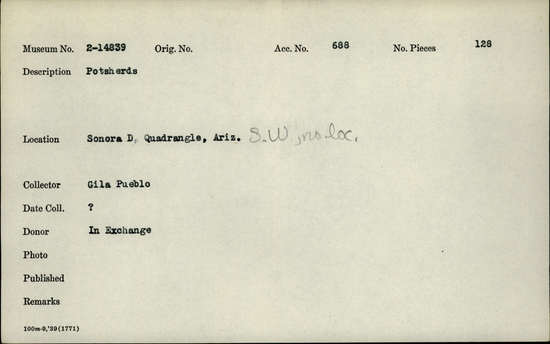 Museum No. 2-14839 Orig. No. Acc. No. 688 No. Pieces 128
Description Potsherds
Location Sonora D, Quadrangle, Ariz. S.W, no loc.
Collector Gila Pueblo
Date Coll. ?
Donor In Exchange
Photo
Published
Remarks
100m-9,'39(1771)